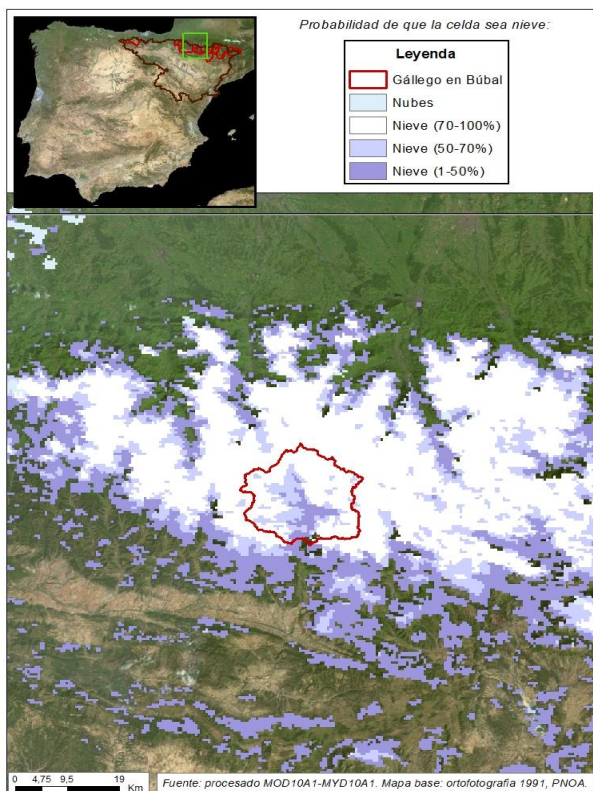 Probabilidad de que la celda sea nieve:
Leyenda
Gállego en Búbal
Nubes
Nieve (70-100%)
Nieve (50-70%)
Nieve (1-50%)
0 4,75 9,5 19
Km
Fuente: procesado MOD10A1-MYD10A1. Mapa base: ortofotografia 1991, PNOA.